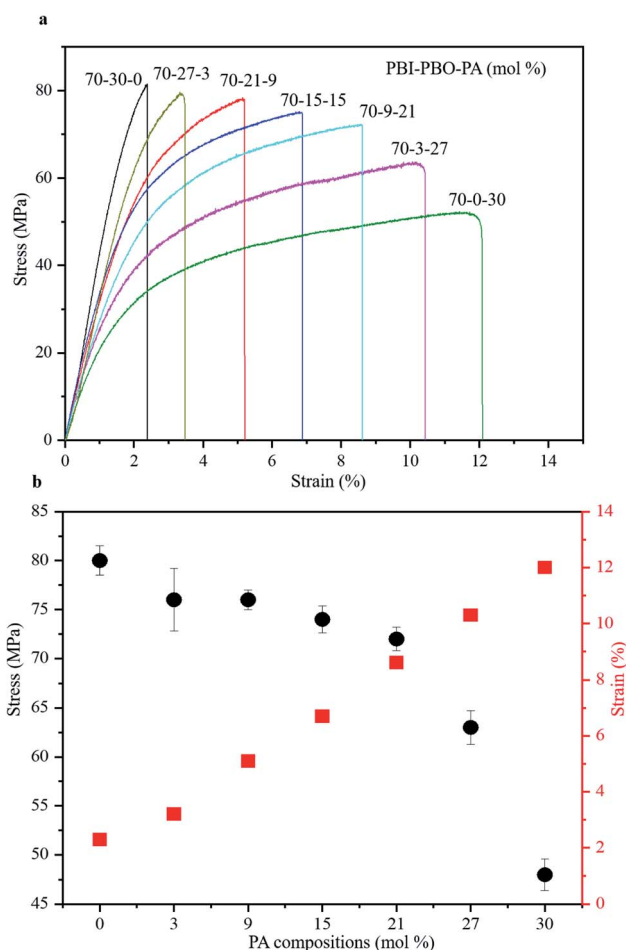 a
70-30-0
70-27-3
70-21-9
PBI-PBO-PA (mol %)
70-15-15
70-9-21
70-3-27
70-0-30
80
60
40
20
0
Stress (MPa)
0 2 4 6 8 10 12 14
Strain (%)
b
85
80
75
70
65
60
55
50
45
Stress (MPa)
14
12
10
8
6
4
2
0
Strain (%)
0 3 9 15 21 27 30
PA compositions (mol %)